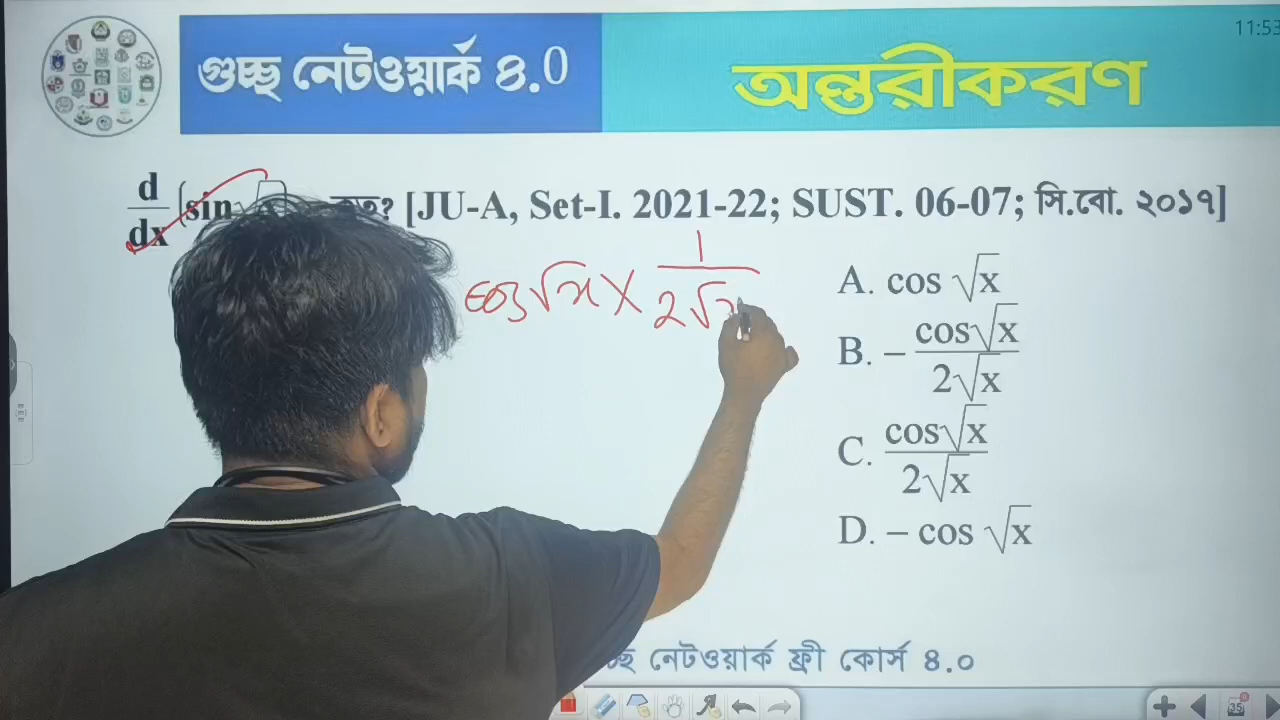 11:53
গুচ্ছ নেটওয়ার্ক ৪.0
অন্তরীকরণ
d/dx (sin√ কত? [JU-A, Set-I. 2021-22; SUST. 06-07; সি.বো. ২০১৭]
cos√x × 1/2√x
A. cos √x
B. – cos√x/2√x
C. cos√x/2√x
D. – cos √x
নেটওয়ার্ক ফ্রী কোর্স ৪.০
35